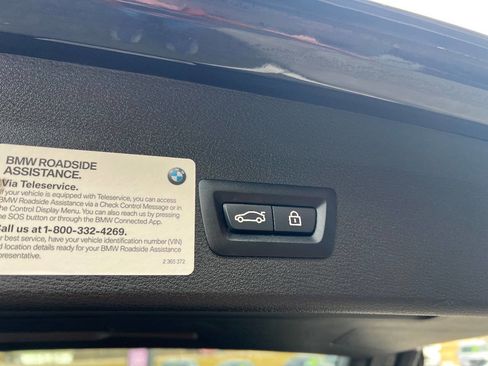 BMW ROADSIDE
ASSISTANCE.
Via Teleservice.
If your vehicle is equipped with Teleservice, you can access
BMW Roadside Assistance via a Check Control Message or in
the Control Display Menu. You can also reach us by pressing
the SOS button or through the BMW Connected App.
Call us at 1-800-332-4269.
For best service, have your vehicle identification number (VIN)
and location details ready for your BMW Roadside Assistance
representative.
2 365 372